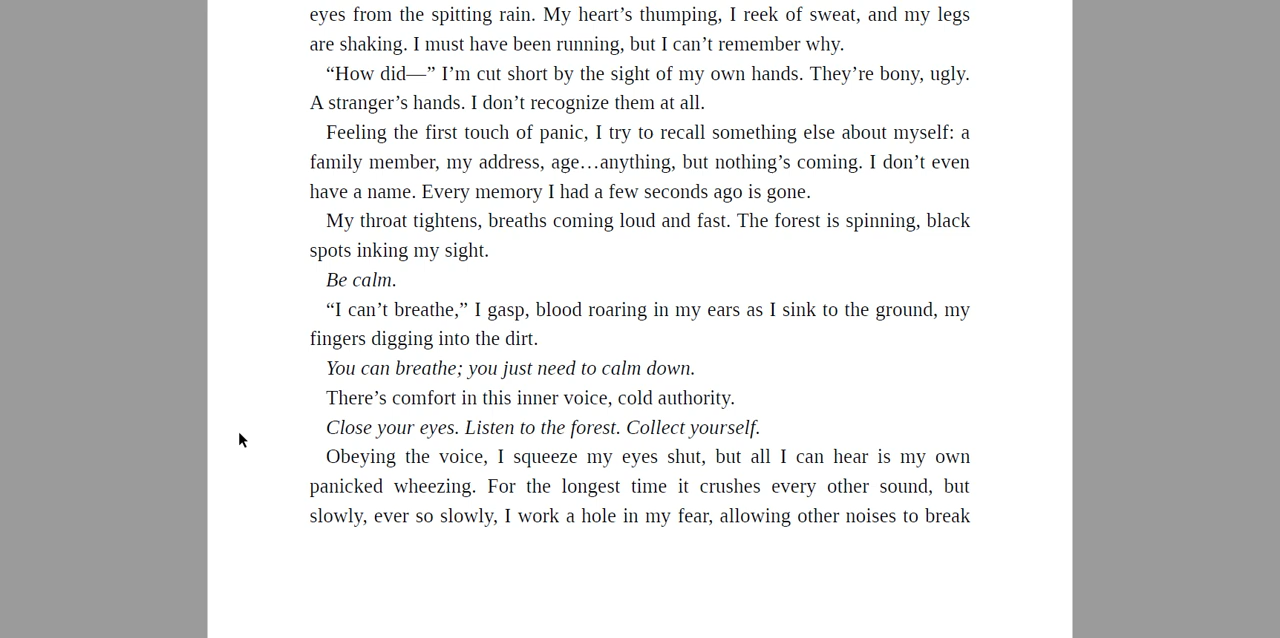 eyes from the spitting rain. My heart’s thumping, I reek of sweat, and my legs
are shaking. I must have been running, but I can’t remember why.
“How did—” I’m cut short by the sight of my own hands. They’re bony, ugly.
A stranger’s hands. I don’t recognize them at all.
Feeling the first touch of panic, I try to recall something else about myself: a
family member, my address, age…anything, but nothing’s coming. I don’t even
have a name. Every memory I had a few seconds ago is gone.
My throat tightens, breaths coming loud and fast. The forest is spinning, black
spots inking my sight.
Be calm.
“I can’t breathe,” I gasp, blood roaring in my ears as I sink to the ground, my
fingers digging into the dirt.
You can breathe; you just need to calm down.
There’s comfort in this inner voice, cold authority.
Close your eyes. Listen to the forest. Collect yourself.
Obeying the voice, I squeeze my eyes shut, but all I can hear is my own
panicked wheezing. For the longest time it crushes every other sound, but
slowly, ever so slowly, I work a hole in my fear, allowing other noises to break